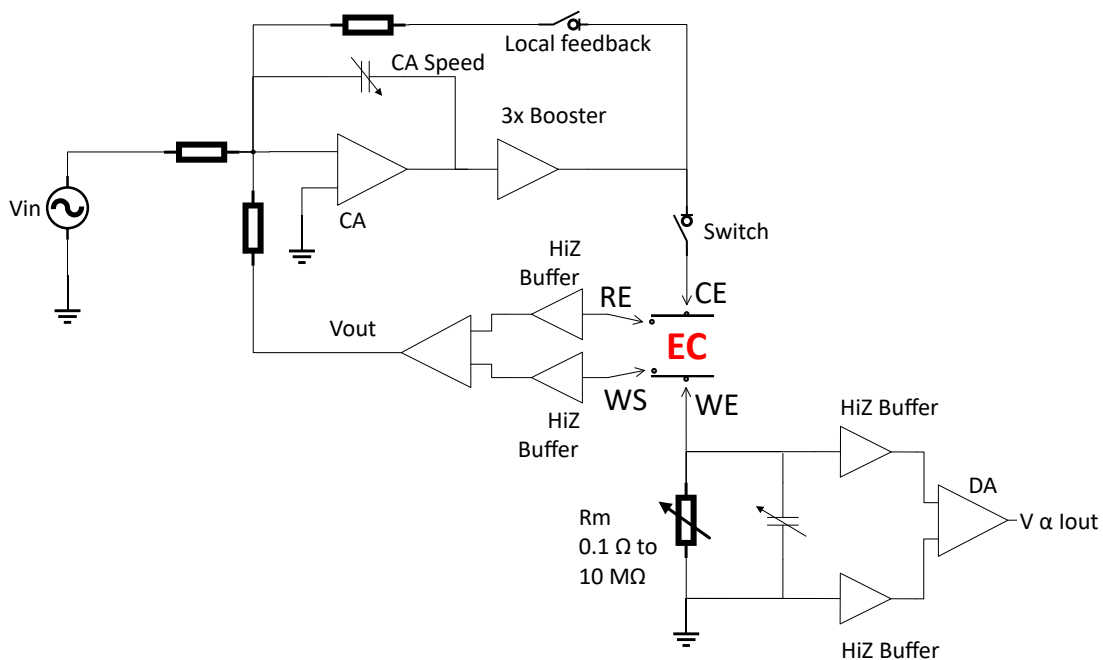 Local feedback
CA Speed
3x Booster
Vin
CA
Switch
HiZ
Buffer
RE
CE
Vout
EC
WS
WE
HiZ
Buffer
HiZ Buffer
DA
Rm
0.1 Ω to
10 MΩ
V α Iout
HiZ Buffer